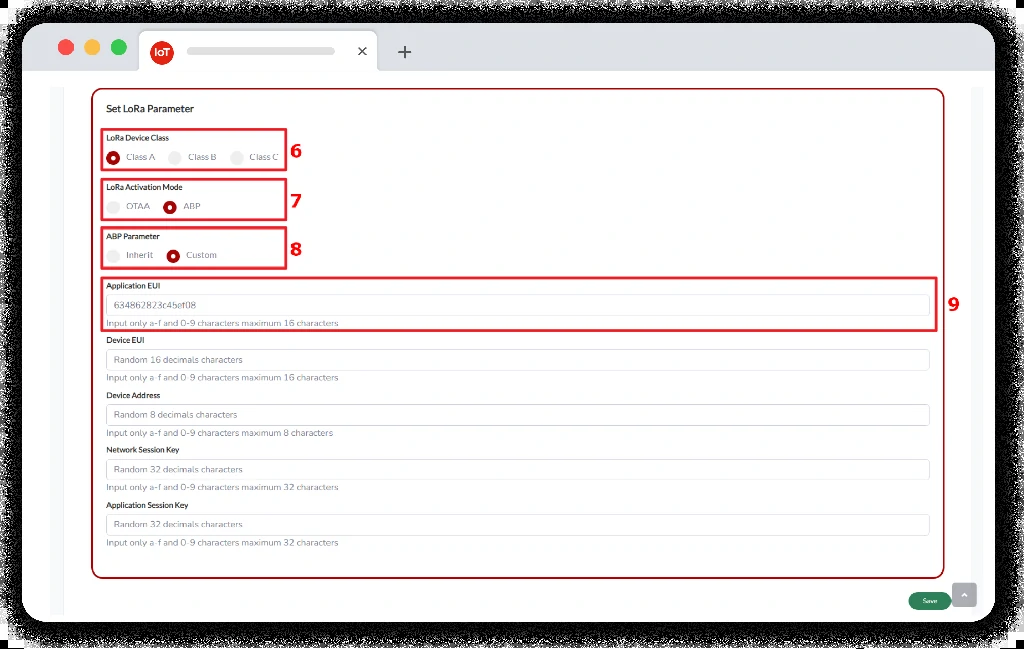 IoT
Set LoRa Parameter
LoRa Device Class
Class A Class B Class C 6
LoRa Activation Mode
OTAA ABP 7
ABP Parameter
Inherit Custom 8
Application EUI
634862823c45ef08 9
Input only a-f and 0-9 characters maximum 16 characters
Device EUI
Random 16 decimals characters
Input only a-f and 0-9 characters maximum 16 characters
Device Address
Random 8 decimals characters
Input only a-f and 0-9 characters maximum 8 characters
Network Session Key
Random 32 decimals characters
Input only a-f and 0-9 characters maximum 32 characters
Application Session Key
Random 32 decimals characters
Input only a-f and 0-9 characters maximum 32 characters
Save